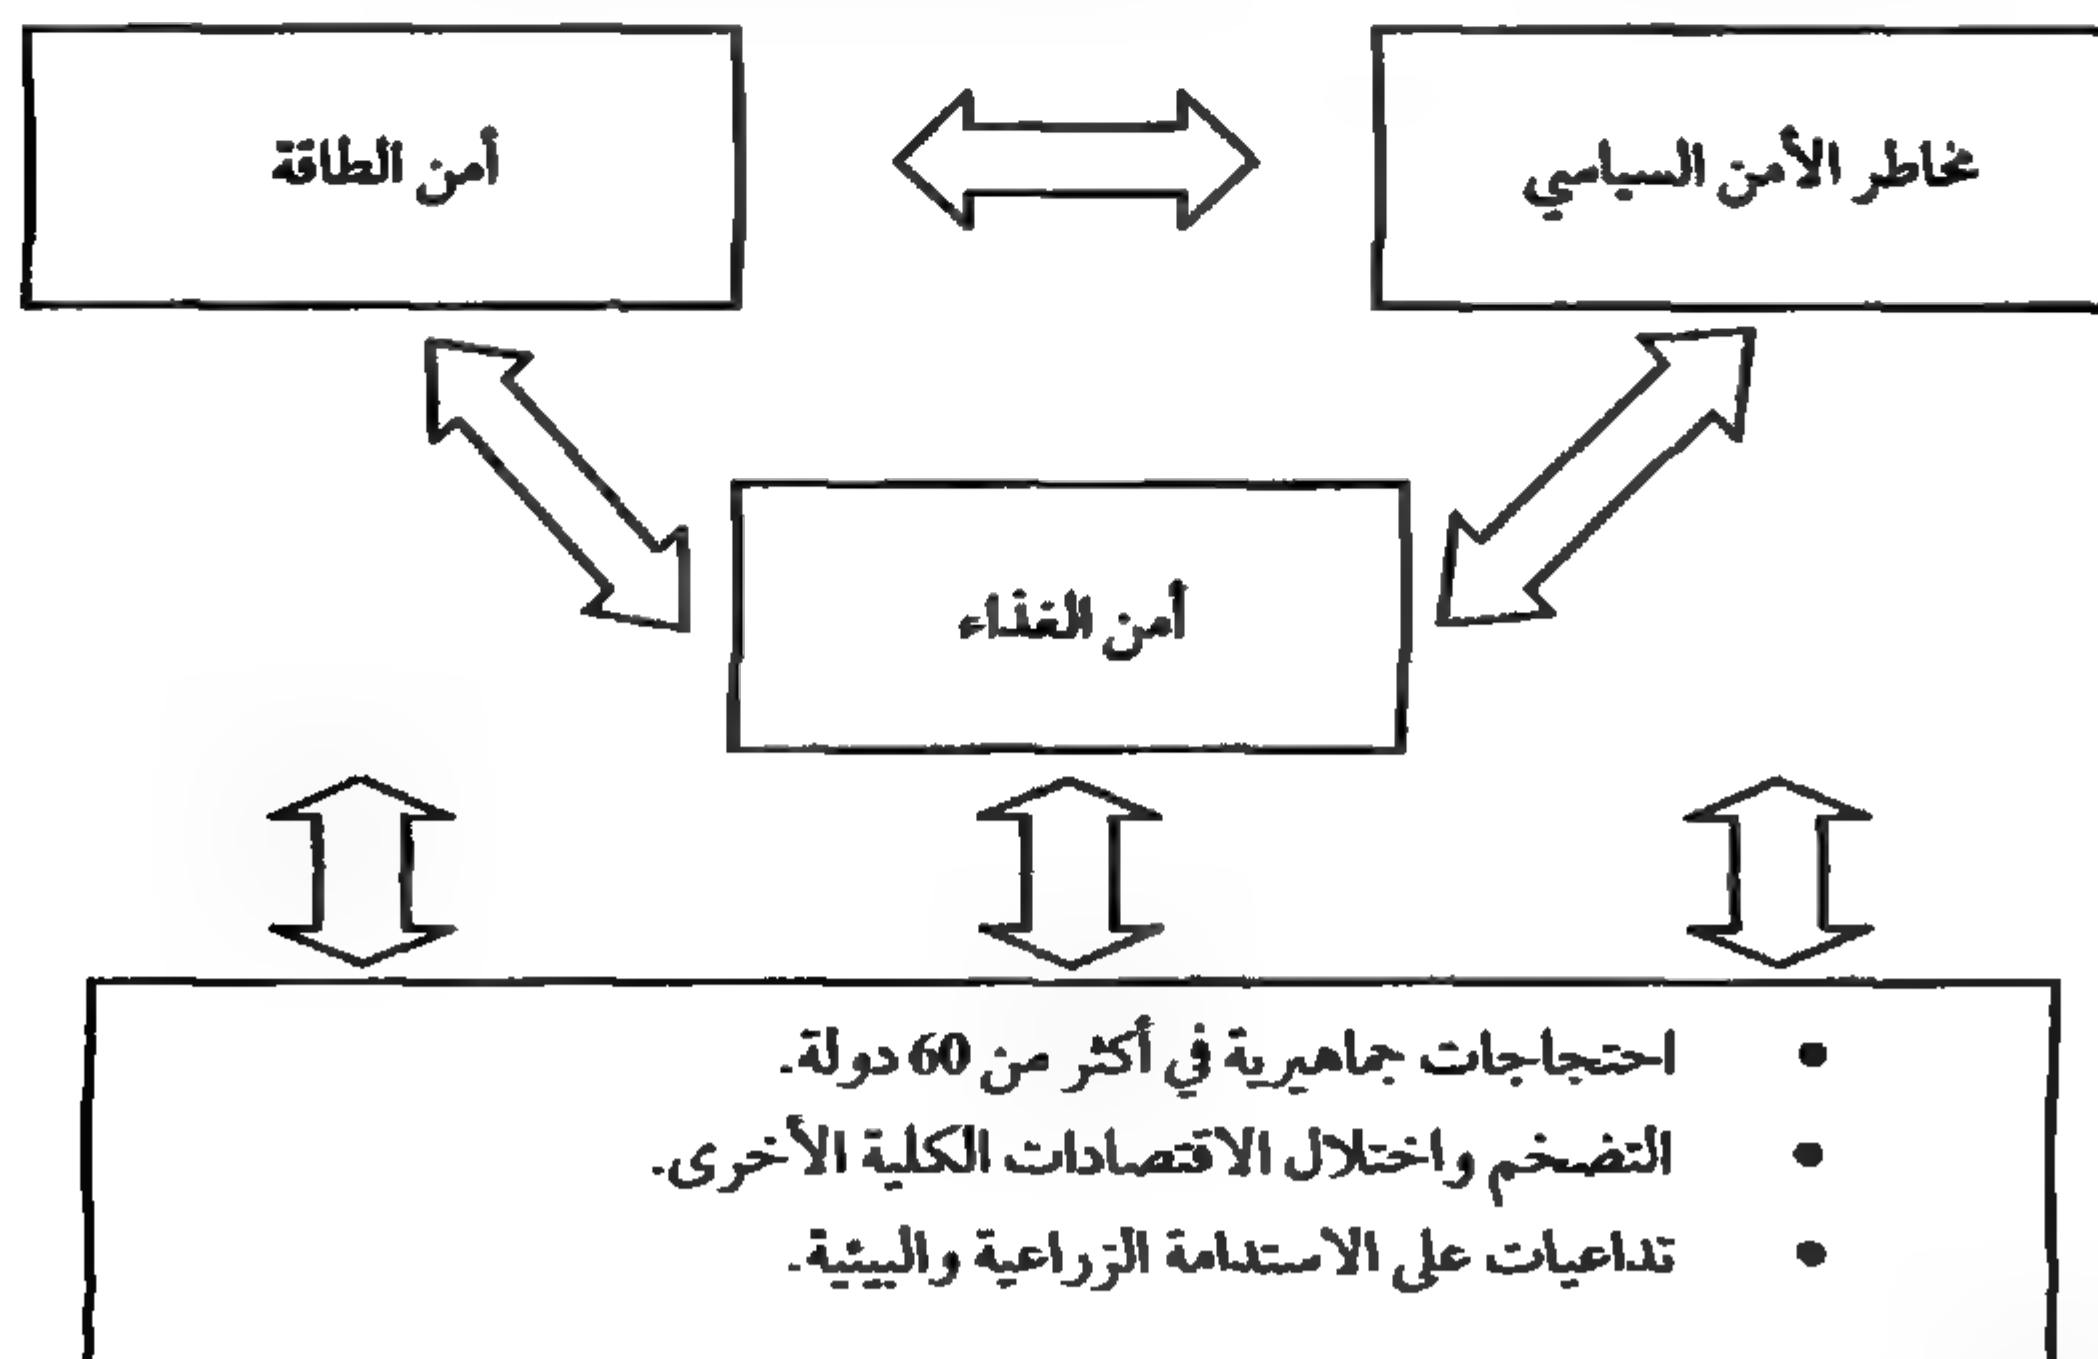 مخاطر الأمن السياسي
أمن الطاقة
أمن الغذاء
• احتجاجات جماهيرية في أكثر من 60 دولة.
• التضخم واختلال الاقتصادات الكلية الأخرى.
• تداعيات على الاستدامة الزراعية والبيئية.